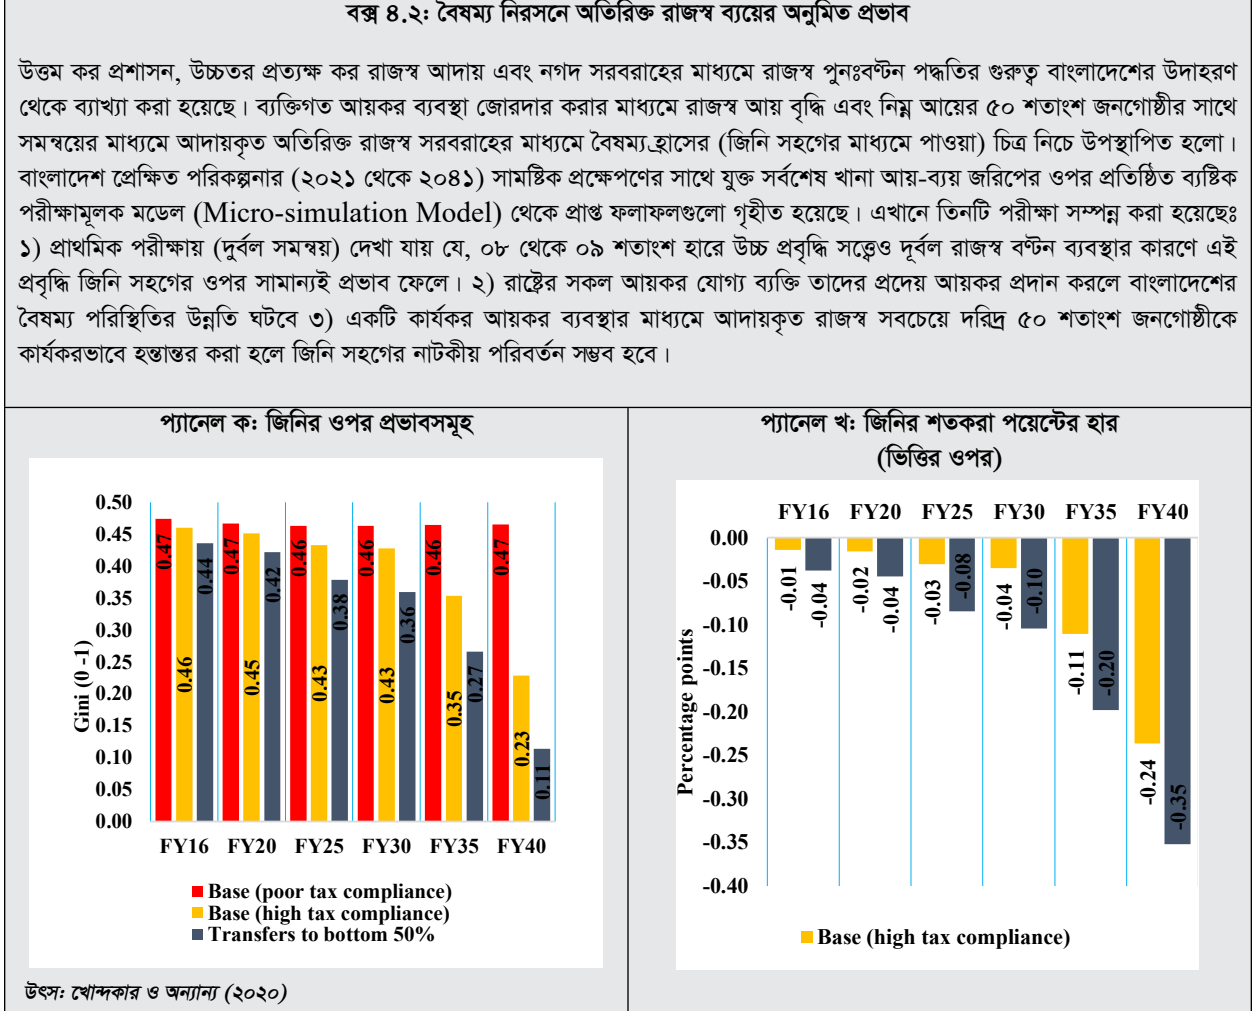 বক্স ৪.২: বৈষম্য নিরসনে অতিরিক্ত রাজস্ব ব্যয়ের অনুমিত প্রভাব
উত্তম কর প্রশাসন, উচ্চতর প্রত্যক্ষ কর রাজস্ব আদায় এবং নগদ সরবরাহের মাধ্যমে রাজস্ব পুনঃবণ্টন পদ্ধতির গুরুত্ব বাংলাদেশের উদাহরণ
থেকে ব্যাখ্যা করা হয়েছে। ব্যক্তিগত আয়কর ব্যবস্থা জোরদার করার মাধ্যমে রাজস্ব আয় বৃদ্ধি এবং নিম্ন আয়ের ৫০ শতাংশ জনগোষ্ঠীর সাথে
সমন্বয়ের মাধ্যমে আদায়কৃত অতিরিক্ত রাজস্ব সরবরাহের মাধ্যমে বৈষম্য হ্রাসের (জিনি সহগের মাধ্যমে পাওয়া) চিত্র নিচে উপস্থাপিত হলো।
বাংলাদেশ প্রেক্ষিত পরিকল্পনার (২০২১ থেকে ২০৪১) সামষ্টিক প্রক্ষেপণের সাথে যুক্ত সর্বশেষ খানা আয়-ব্যয় জরিপের ওপর প্রতিষ্ঠিত ব্যষ্টিক
পরীক্ষামূলক মডেল (Micro-simulation Model) থেকে প্রাপ্ত ফলাফলগুলো গৃহীত হয়েছে। এখানে তিনটি পরীক্ষা সম্পন্ন করা হয়েছেঃ
১) প্রাথমিক পরীক্ষায় (দুর্বল সমন্বয়) দেখা যায় যে, ০৮ থেকে ০৯ শতাংশ হারে উচ্চ প্রবৃদ্ধি সত্ত্বেও দূর্বল রাজস্ব বণ্টন ব্যবস্থার কারণে এই
প্রবৃদ্ধি জিনি সহগের ওপর সামান্যই প্রভাব ফেলে। ২) রাষ্ট্রের সকল আয়কর যোগ্য ব্যক্তি তাদের প্রদেয় আয়কর প্রদান করলে বাংলাদেশের
বৈষম্য পরিস্থিতির উন্নতি ঘটবে ৩) একটি কার্যকর আয়কর ব্যবস্থার মাধ্যমে আদায়কৃত রাজস্ব সবচেয়ে দরিদ্র ৫০ শতাংশ জনগোষ্ঠীকে
কার্যকরভাবে হস্তান্তর করা হলে জিনি সহগের নাটকীয় পরিবর্তন সম্ভব হবে।
প্যানেল ক: জিনির ওপর প্রভাবসমূহ
Gini (0 -1)
0.50
0.45
0.40
0.35
0.30
0.25
0.20
0.15
0.10
0.05
0.00
0.47 0.46 0.44
0.47 0.45 0.42
0.46 0.43 0.38
0.46 0.43 0.36
0.46 0.35 0.27
0.47 0.23 0.11
FY16 FY20 FY25 FY30 FY35 FY40
Base (poor tax compliance)
Base (high tax compliance)
Transfers to bottom 50%
উৎস: খোন্দকার ও অন্যান্য (২০২০)
প্যানেল খ: জিনির শতকরা পয়েন্টের হার
(ভিত্তির ওপর)
FY16 FY20 FY25 FY30 FY35 FY40
Percentage points
0.00
-0.05
-0.10
-0.15
-0.20
-0.25
-0.30
-0.35
-0.40
-0.01 -0.04
-0.02 -0.04
-0.03 -0.08
-0.04 -0.10
-0.11 -0.20
-0.24 -0.35
Base (high tax compliance)